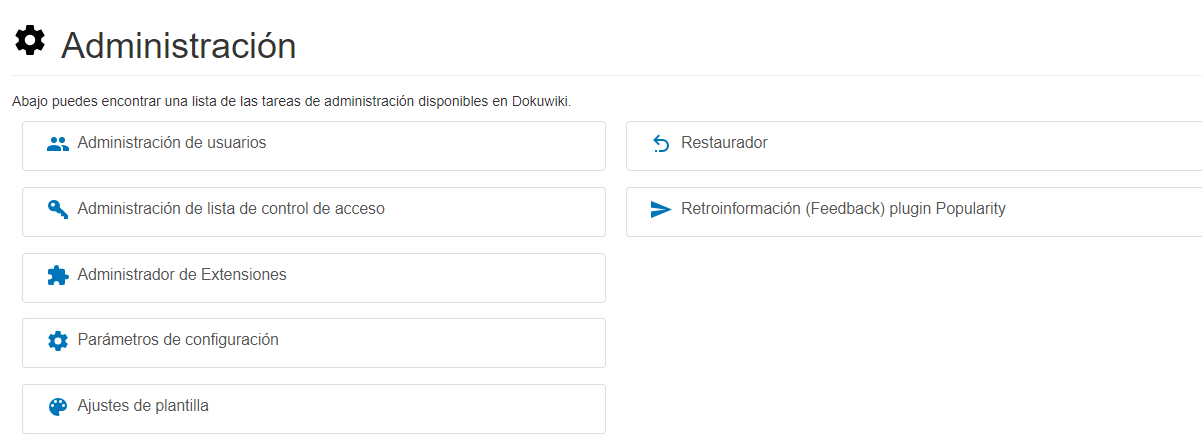 Administración
Abajo puedes encontrar una lista de las tareas de administración disponibles en Dokuwiki.
Administración de usuarios
Administración de lista de control de acceso
Administrador de Extensiones
Parámetros de configuración
Ajustes de plantilla
Restaurador
Retroinformación (Feedback) plugin Popularity